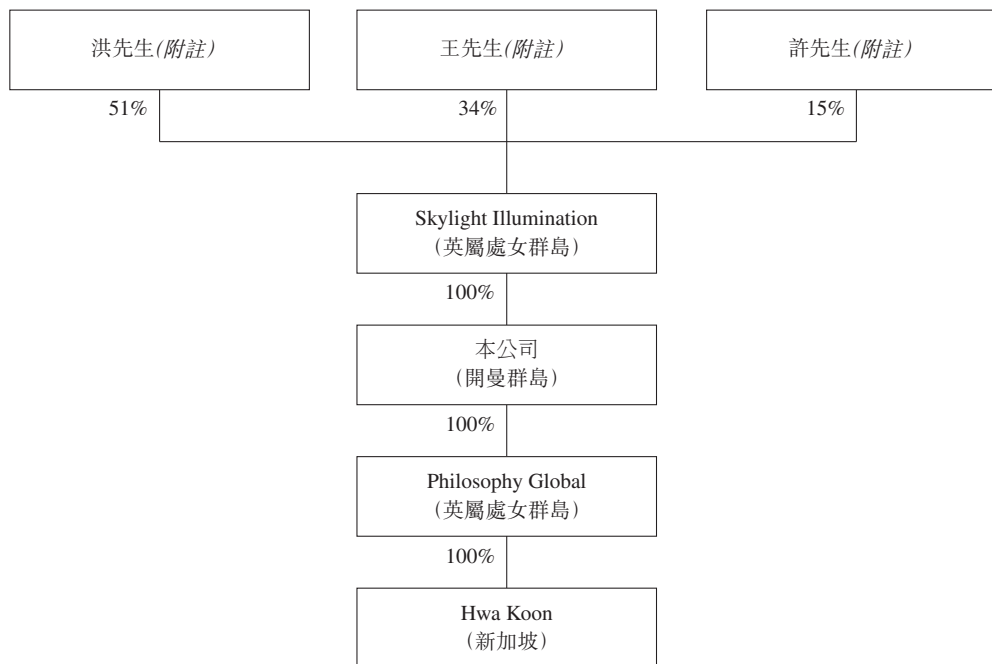 洪先生(附註)
王先生(附註)
許先生(附註)
51%
34%
15%
Skylight Illumination
(英屬處女群島)
100%
本公司
(開曼群島)
100%
Philosophy Global
(英屬處女群島)
100%
Hwa Koon
(新加坡)